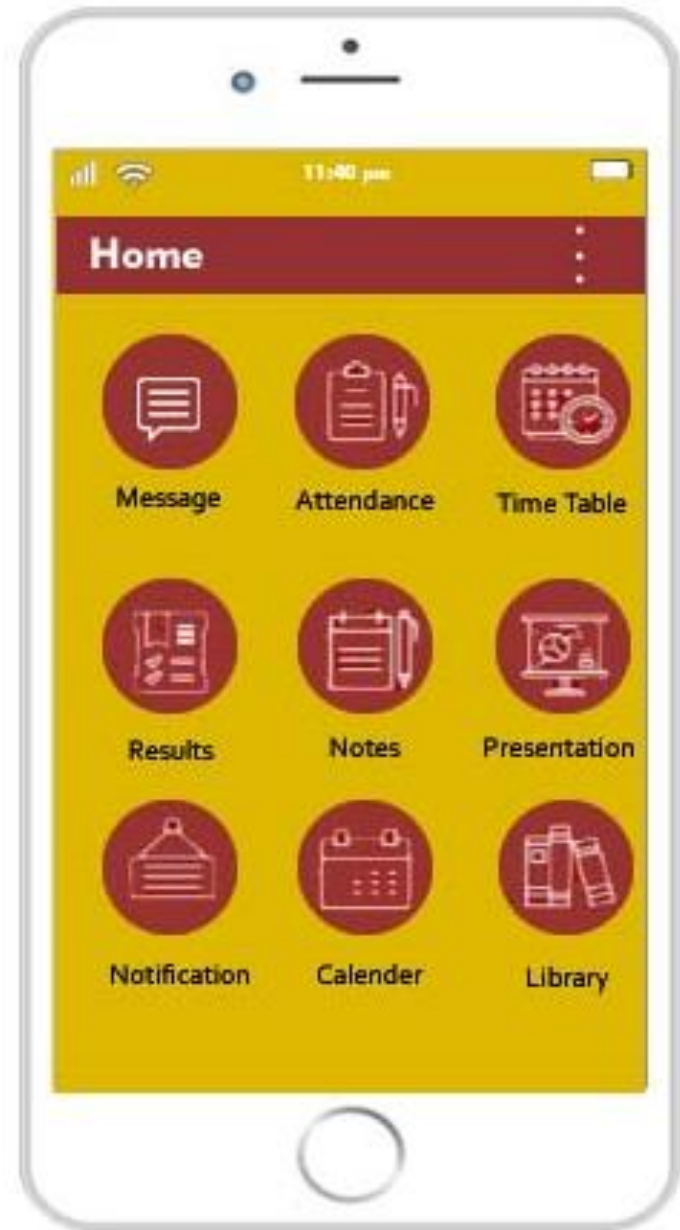 11:40 pm
Home
Message Attendance Time Table
Results Notes Presentation
Notification Calender Library